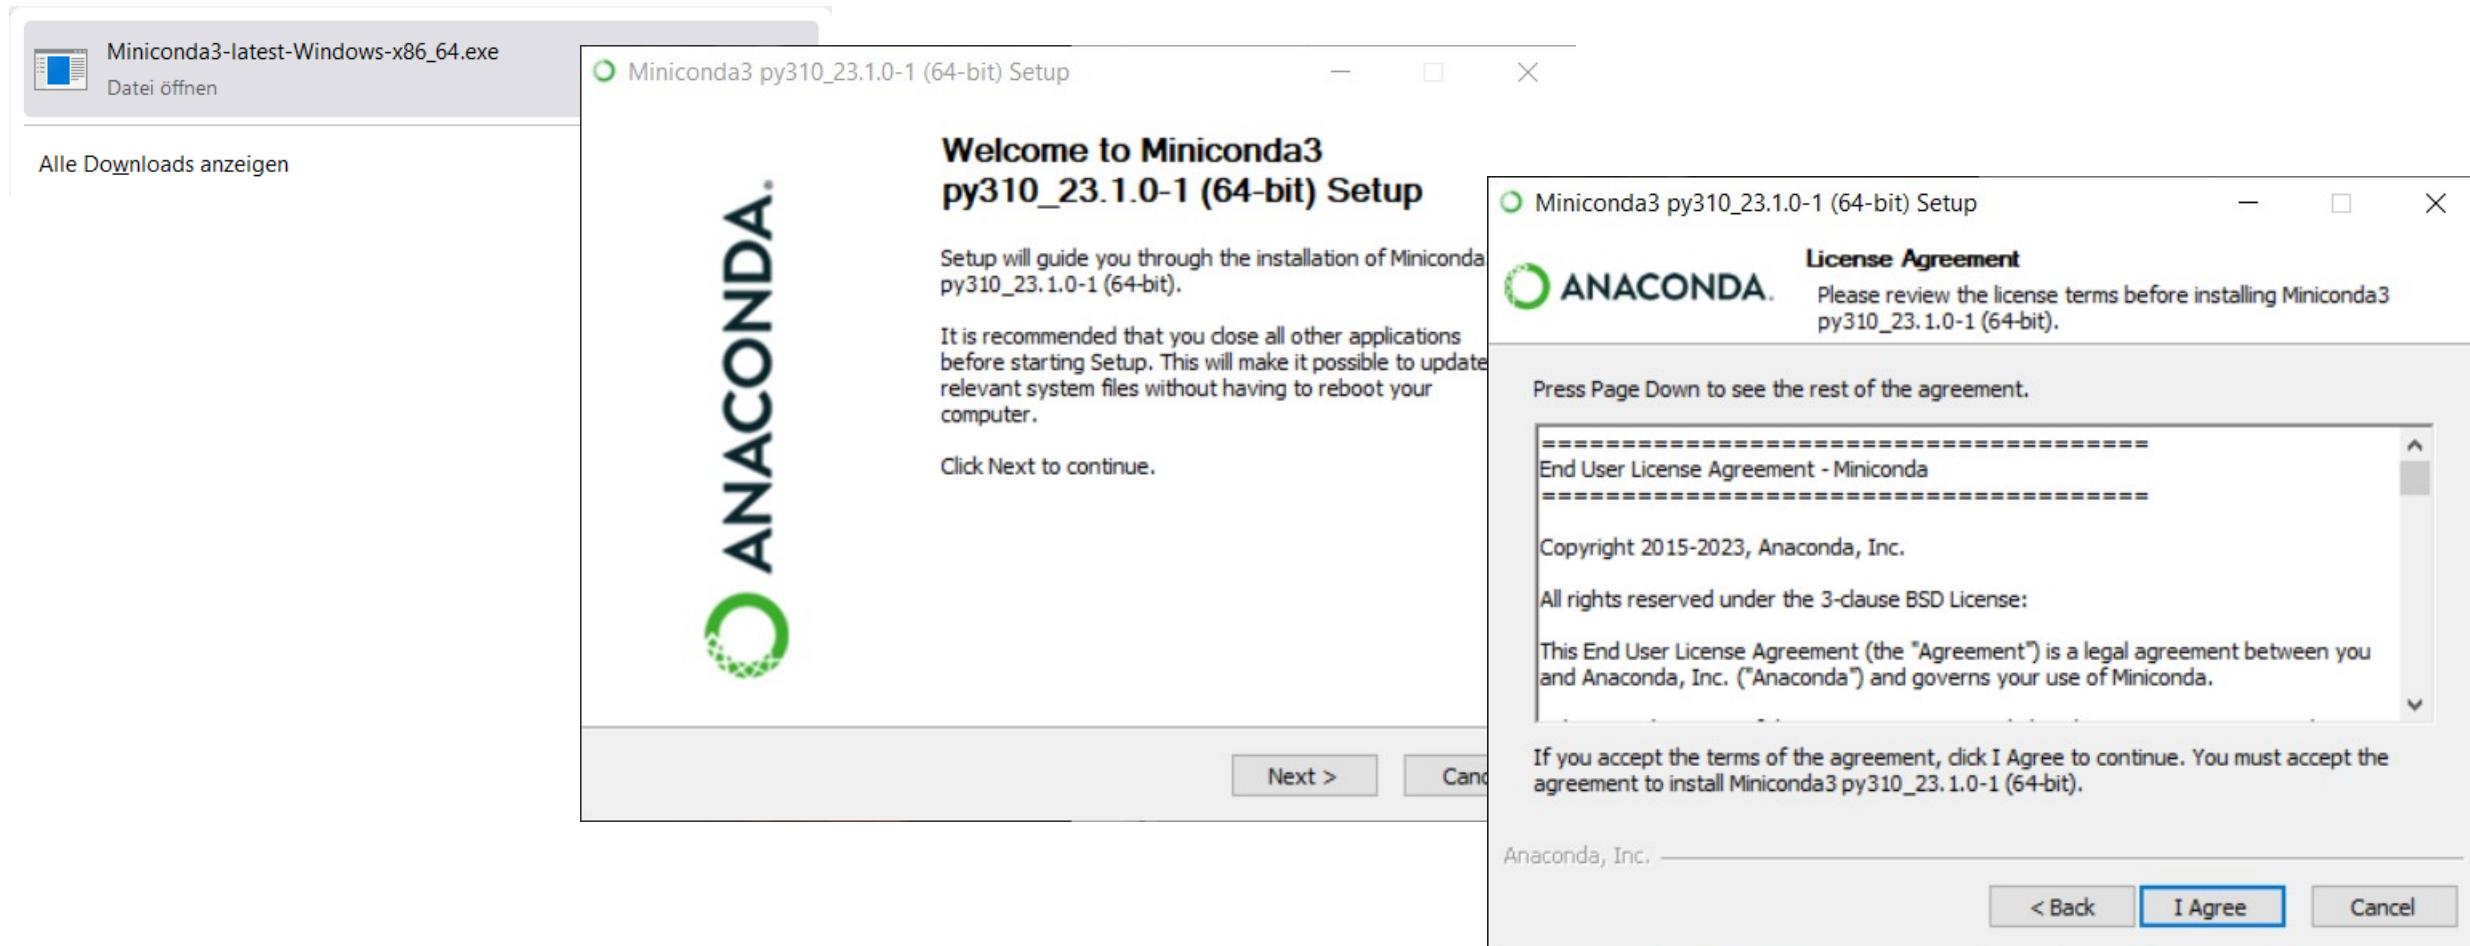 Miniconda3-latest-Windows-x86_64.exe
Datei öffnen
Alle Downloads anzeigen
Miniconda3 py310_23.1.0-1 (64-bit) Setup
ANACONDA.
Welcome to Miniconda3
py310_23.1.0-1 (64-bit) Setup
Setup will guide you through the installation of Miniconda
py310_23.1.0-1 (64-bit).
It is recommended that you close all other applications
before starting Setup. This will make it possible to update
relevant system files without having to reboot your
computer.
Click Next to continue.
Next >
Canc
Miniconda3 py310_23.1.0-1 (64-bit) Setup
ANACONDA.
License Agreement
Please review the license terms before installing Miniconda3
py310_23.1.0-1 (64-bit).
Press Page Down to see the rest of the agreement.
======================================
End User License Agreement - Miniconda
======================================
Copyright 2015-2023, Anaconda, Inc.
All rights reserved under the 3-clause BSD License:
This End User License Agreement (the "Agreement") is a legal agreement between you
and Anaconda, Inc. ("Anaconda") and governs your use of Miniconda.
If you accept the terms of the agreement, click I Agree to continue. You must accept the
agreement to install Miniconda3 py310_23.1.0-1 (64-bit).
Anaconda, Inc.
< Back
I Agree
Cancel